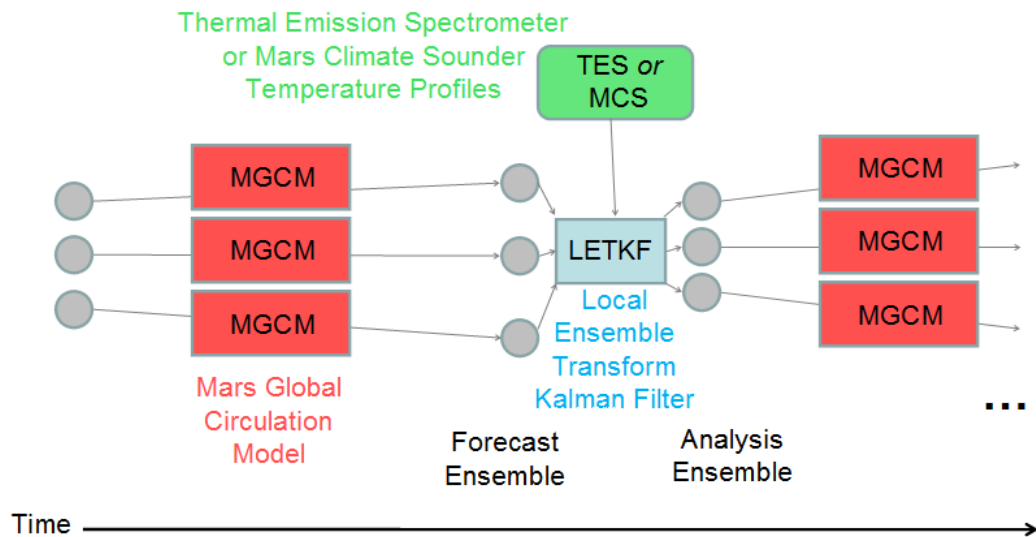 Thermal Emission Spectrometer
or Mars Climate Sounder
Temperature Profiles
TES or
MCS
MGCM
MGCM
MGCM
LETKF
MGCM
MGCM
MGCM
Mars Global
Circulation
Model
Local
Ensemble
Transform
Kalman Filter
Forecast
Ensemble
Analysis
Ensemble
...
Time